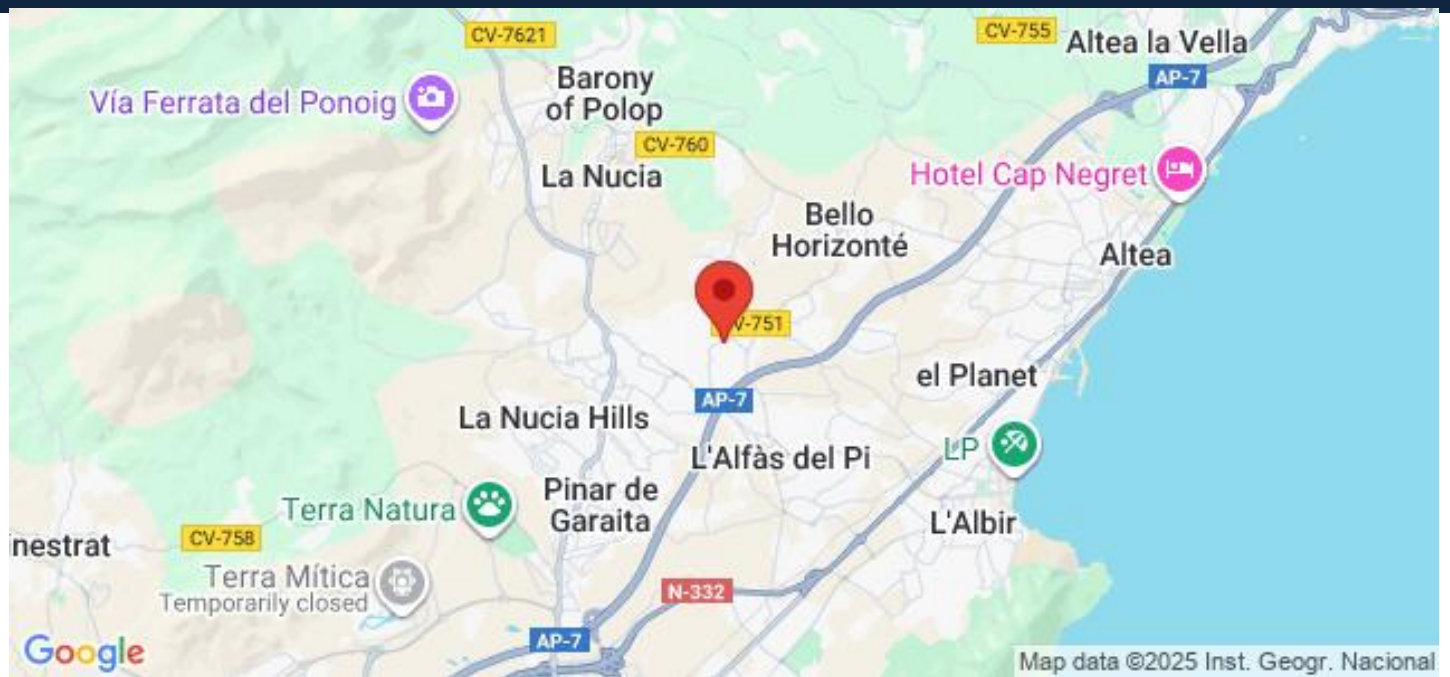 CV-7621
CV-755
Altea la Vella
AP-7
Barony
of Polop
Vía Ferrata del Ponoig
CV-760
La Nucia
Hotel Cap Negret
Bello
Horizonté
Altea
el Planet
AP-7
La Nucia Hills
L'Alfàs del Pi
LP
Terra Natura
Pinar de
Garaita
L'Albir
CV-758
Terra Mítica
Temporarily closed
N-332
AP-7
Google
Map data ©2025 Inst. Geogr. Nacional